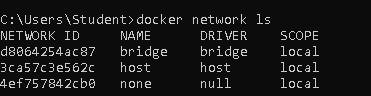 C:\Users\Student>docker network ls
NETWORK ID     NAME      DRIVER    SCOPE
d8064254ac87   bridge    bridge    local
3ca57c3e562c   host      host      local
4ef757842cb0   none      null      local